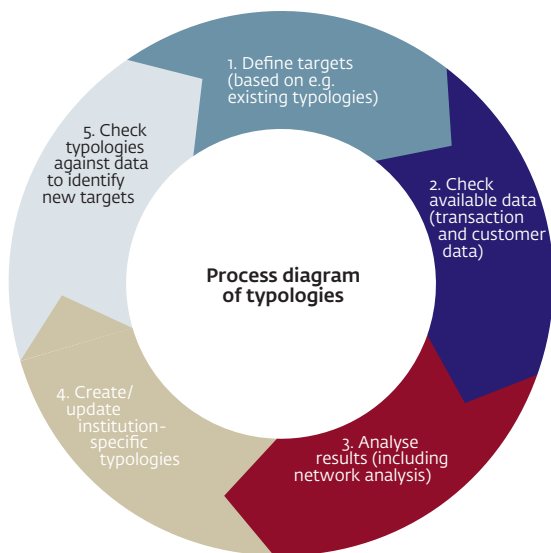 1. Define targets
(based on e.g.
existing typologies)
2. Check
available data
(transaction
and customer
data)
3. Analyse
results (including
network analysis)
4. Create/
update
institution-
specific
typologies
5. Check
typologies
against data
to identify
new targets
Process diagram
of typologies